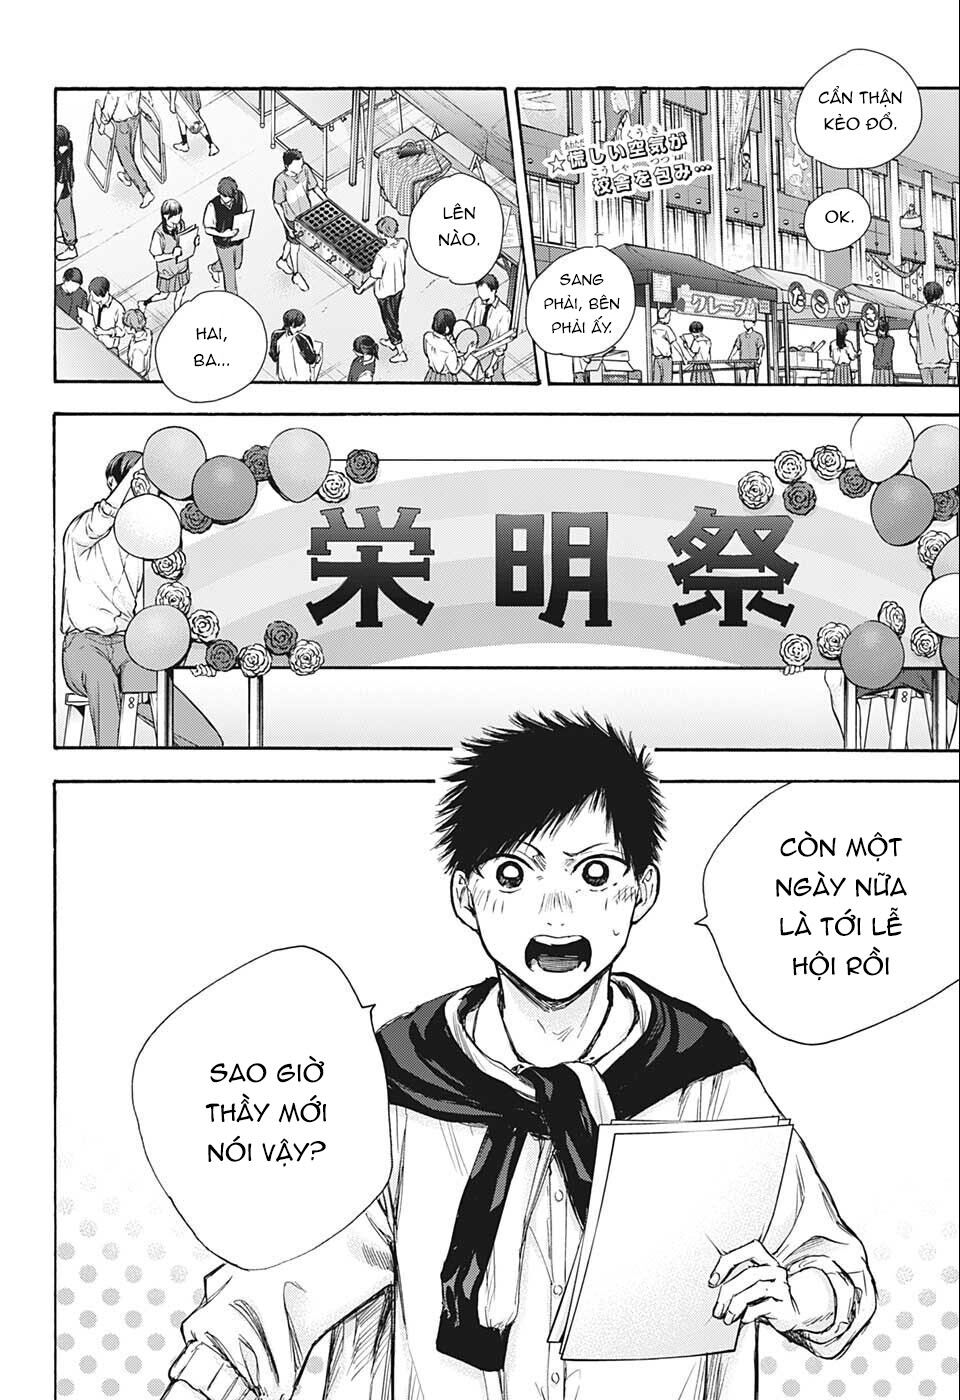 CẨN THẬN
KẺO ĐỔ.
☆慌しい空気が
校舎を包み…
OK.
SANG
PHẢI, BÊN
PHẢI ẤY.
クレープ
たこ
LÊN
NÀO.
HAI,
BA...
栄明祭
CÒN MỘT
NGÀY NỮA
LÀ TỚI LỄ
HỘI RỒI
SAO GIỜ
THẦY MỚI
NÓI VẬY?